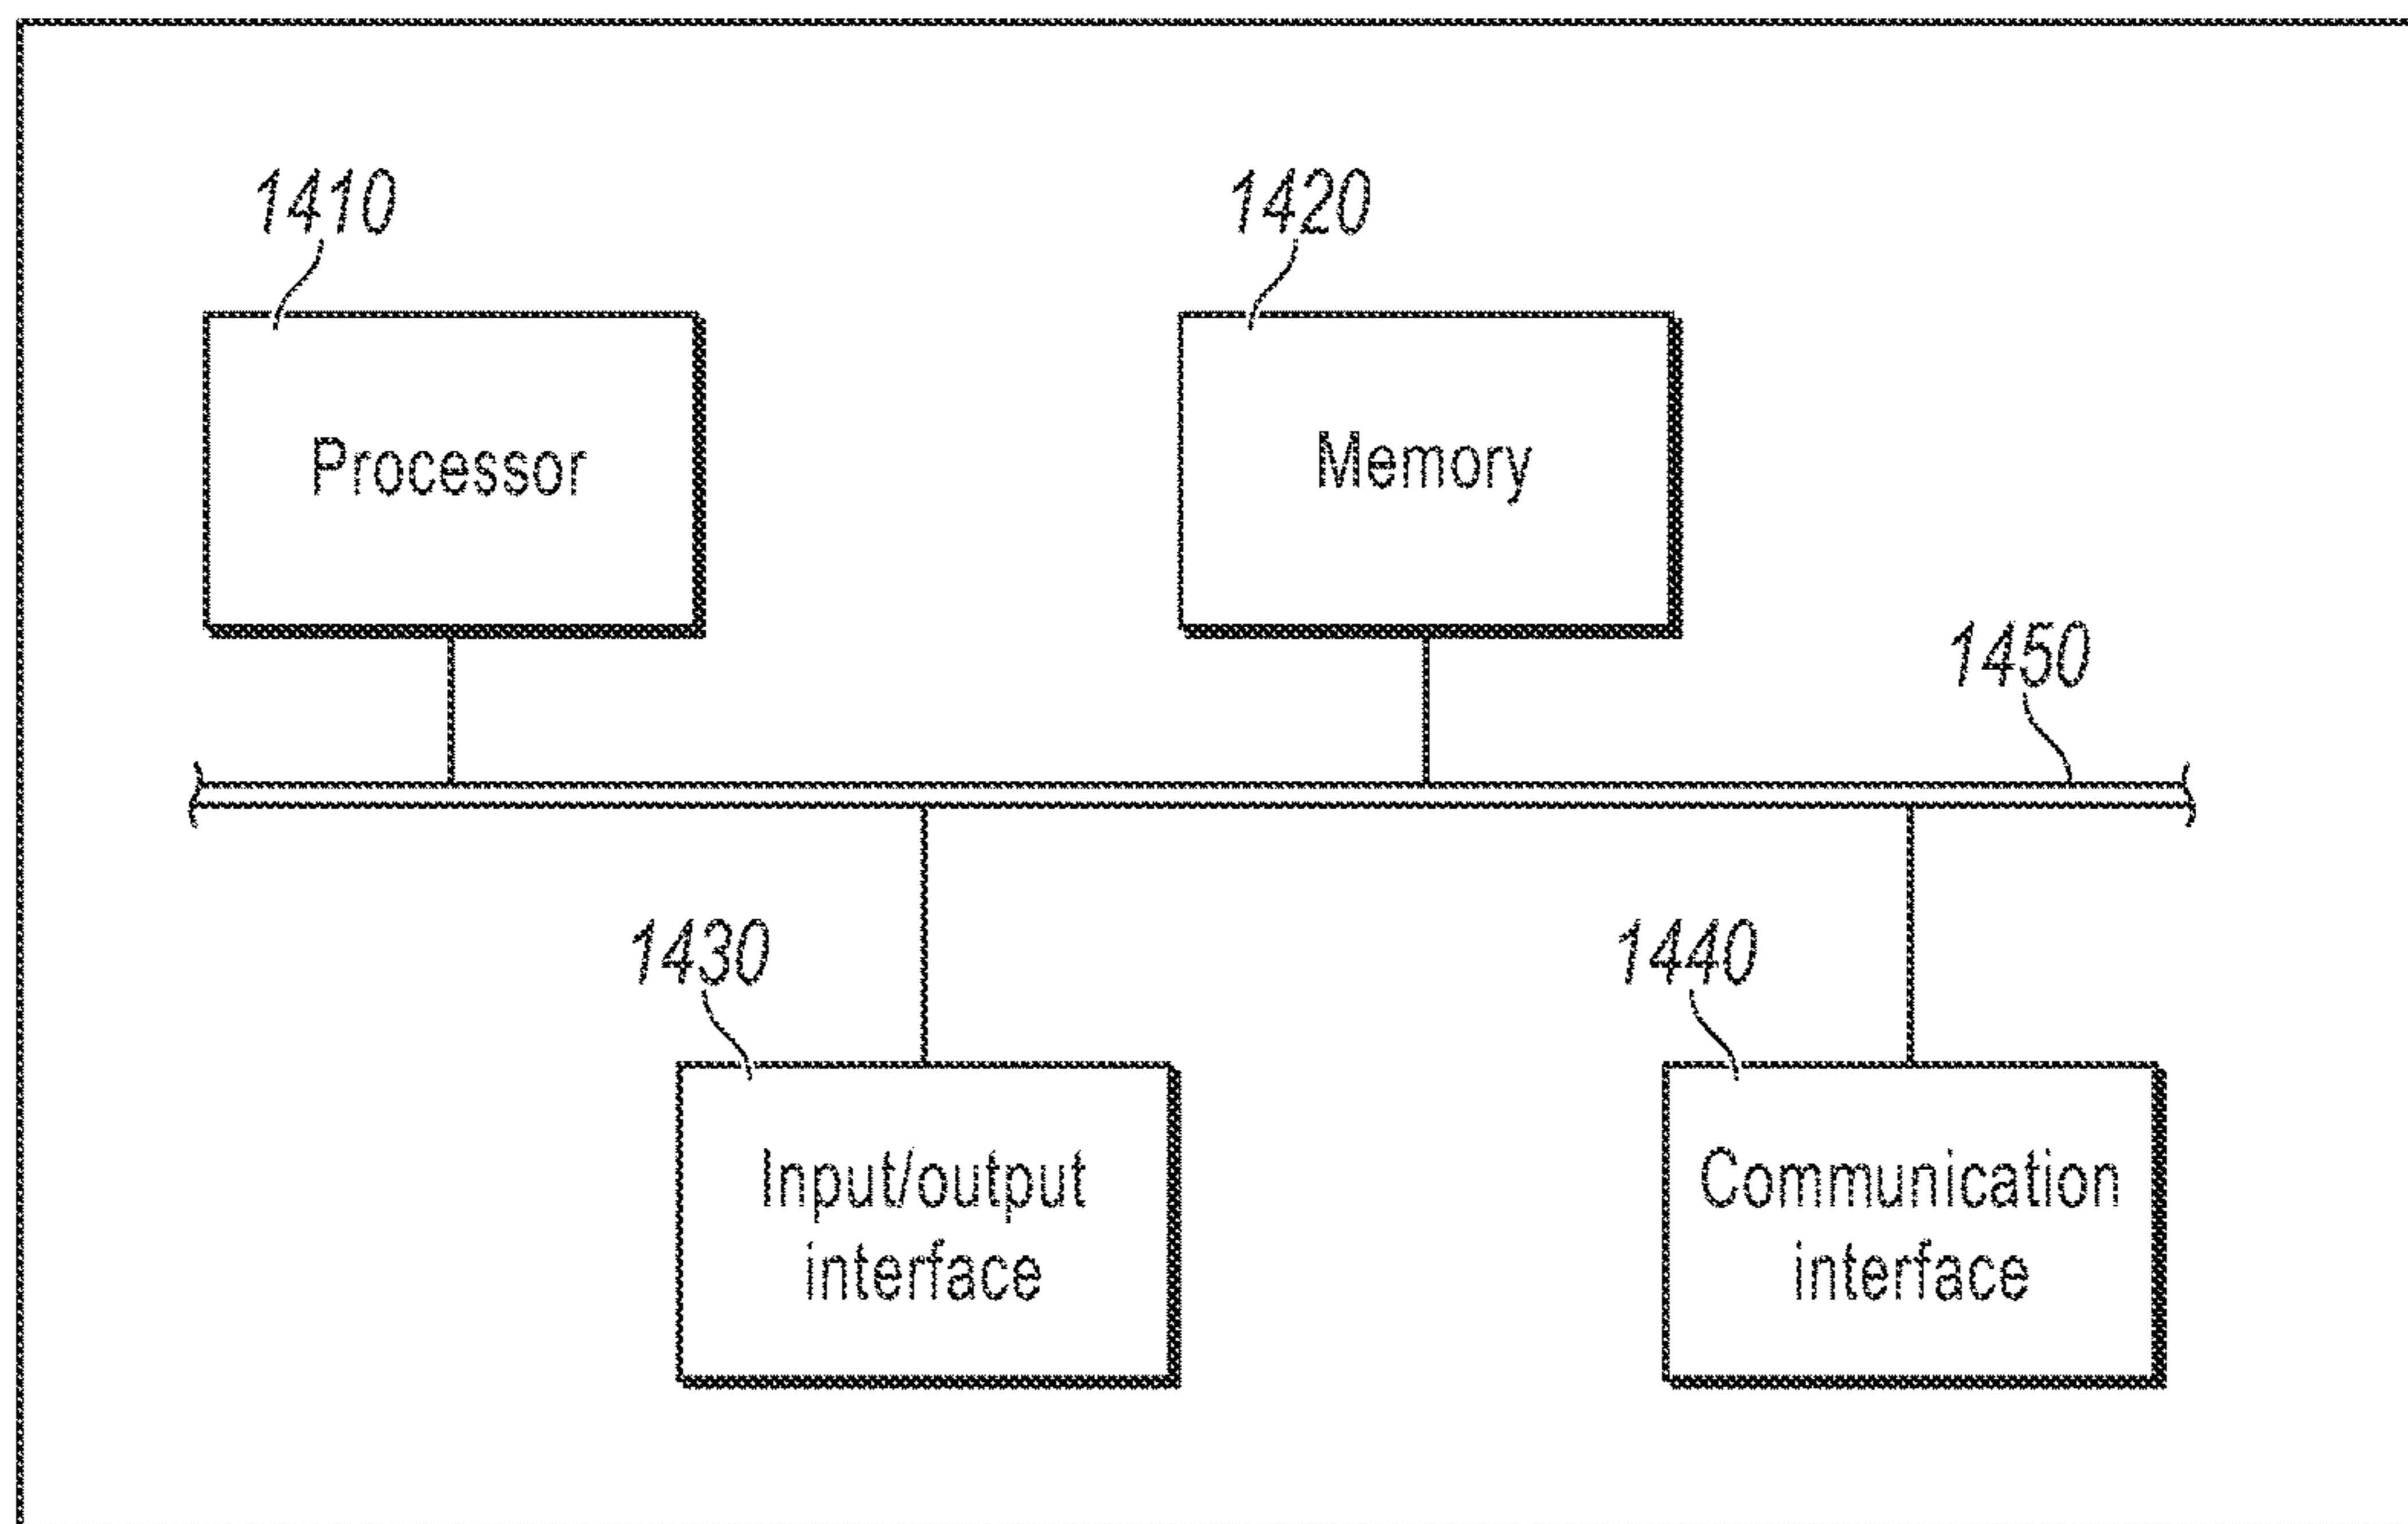 1410
1420
Processor
Memory
1450
1430
1440
Input/output
interface
Communication
interface